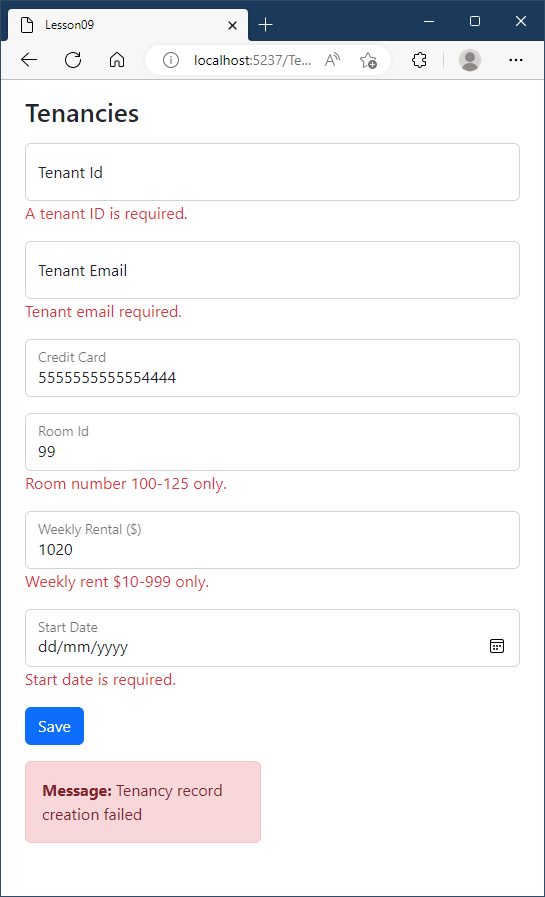 Lesson09
localhost:5237/Te...
Tenancies
Tenant Id
A tenant ID is required.
Tenant Email
Tenant email required.
Credit Card
5555555555554444
Room Id
99
Room number 100-125 only.
Weekly Rental ($)
1020
Weekly rent $10-999 only.
Start Date
dd/mm/yyyy
Start date is required.
Save
Message: Tenancy record
creation failed